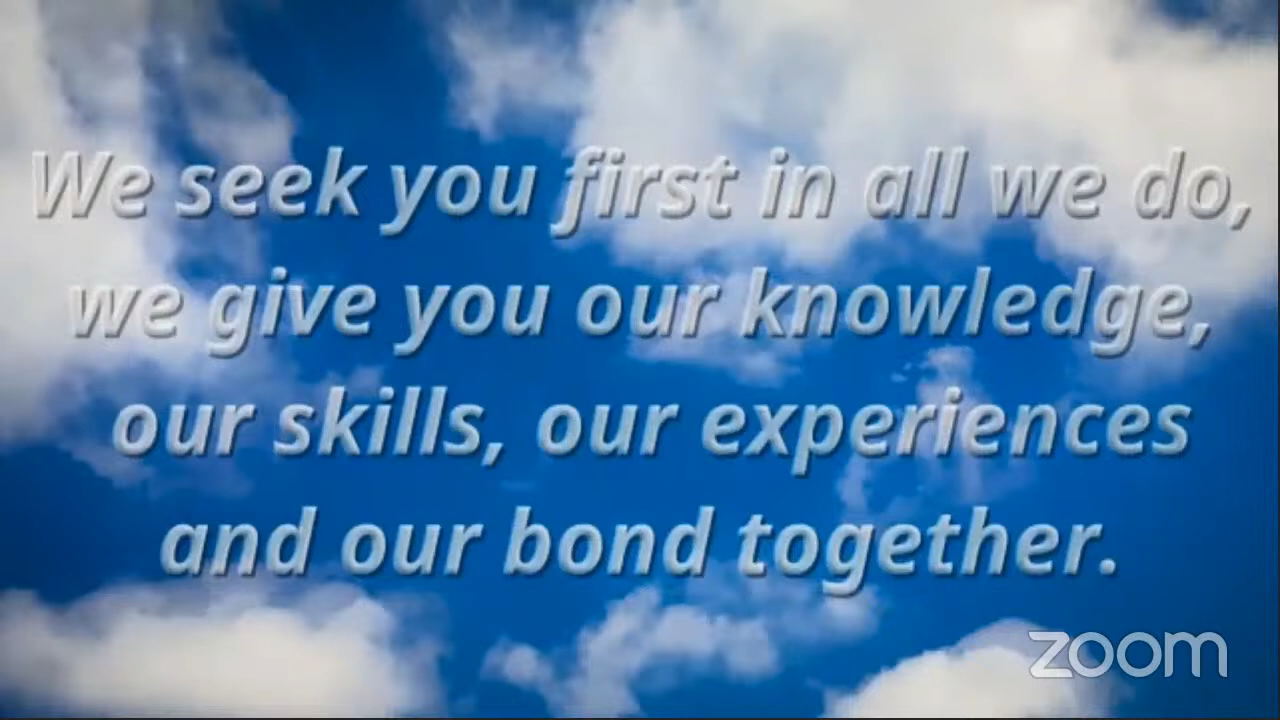 We seek you first in all we do,
we give you our knowledge,
our skills, our experiences
and our bond together.
zoom